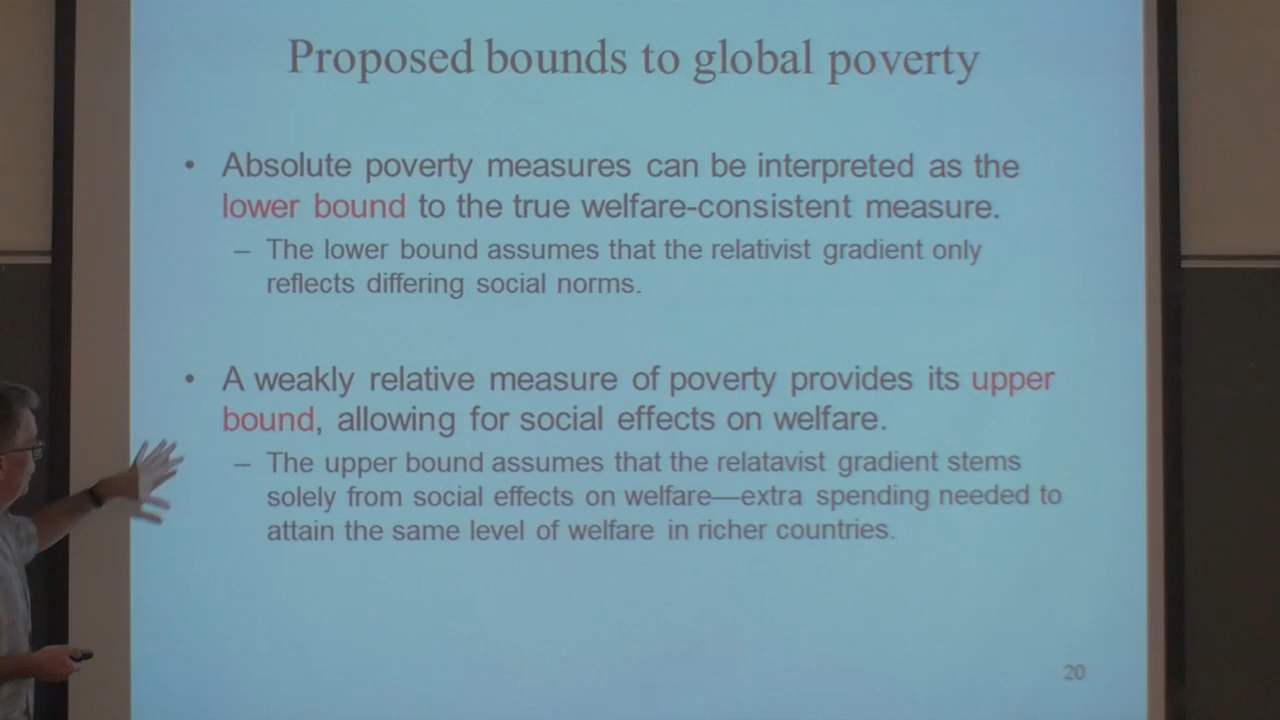 Proposed bounds to global poverty
• Absolute poverty measures can be interpreted as the
lower bound to the true welfare-consistent measure.
– The lower bound assumes that the relativist gradient only
reflects differing social norms.
• A weakly relative measure of poverty provides its upper
bound, allowing for social effects on welfare.
– The upper bound assumes that the relatavist gradient stems
solely from social effects on welfare—extra spending needed to
attain the same level of welfare in richer countries.
20